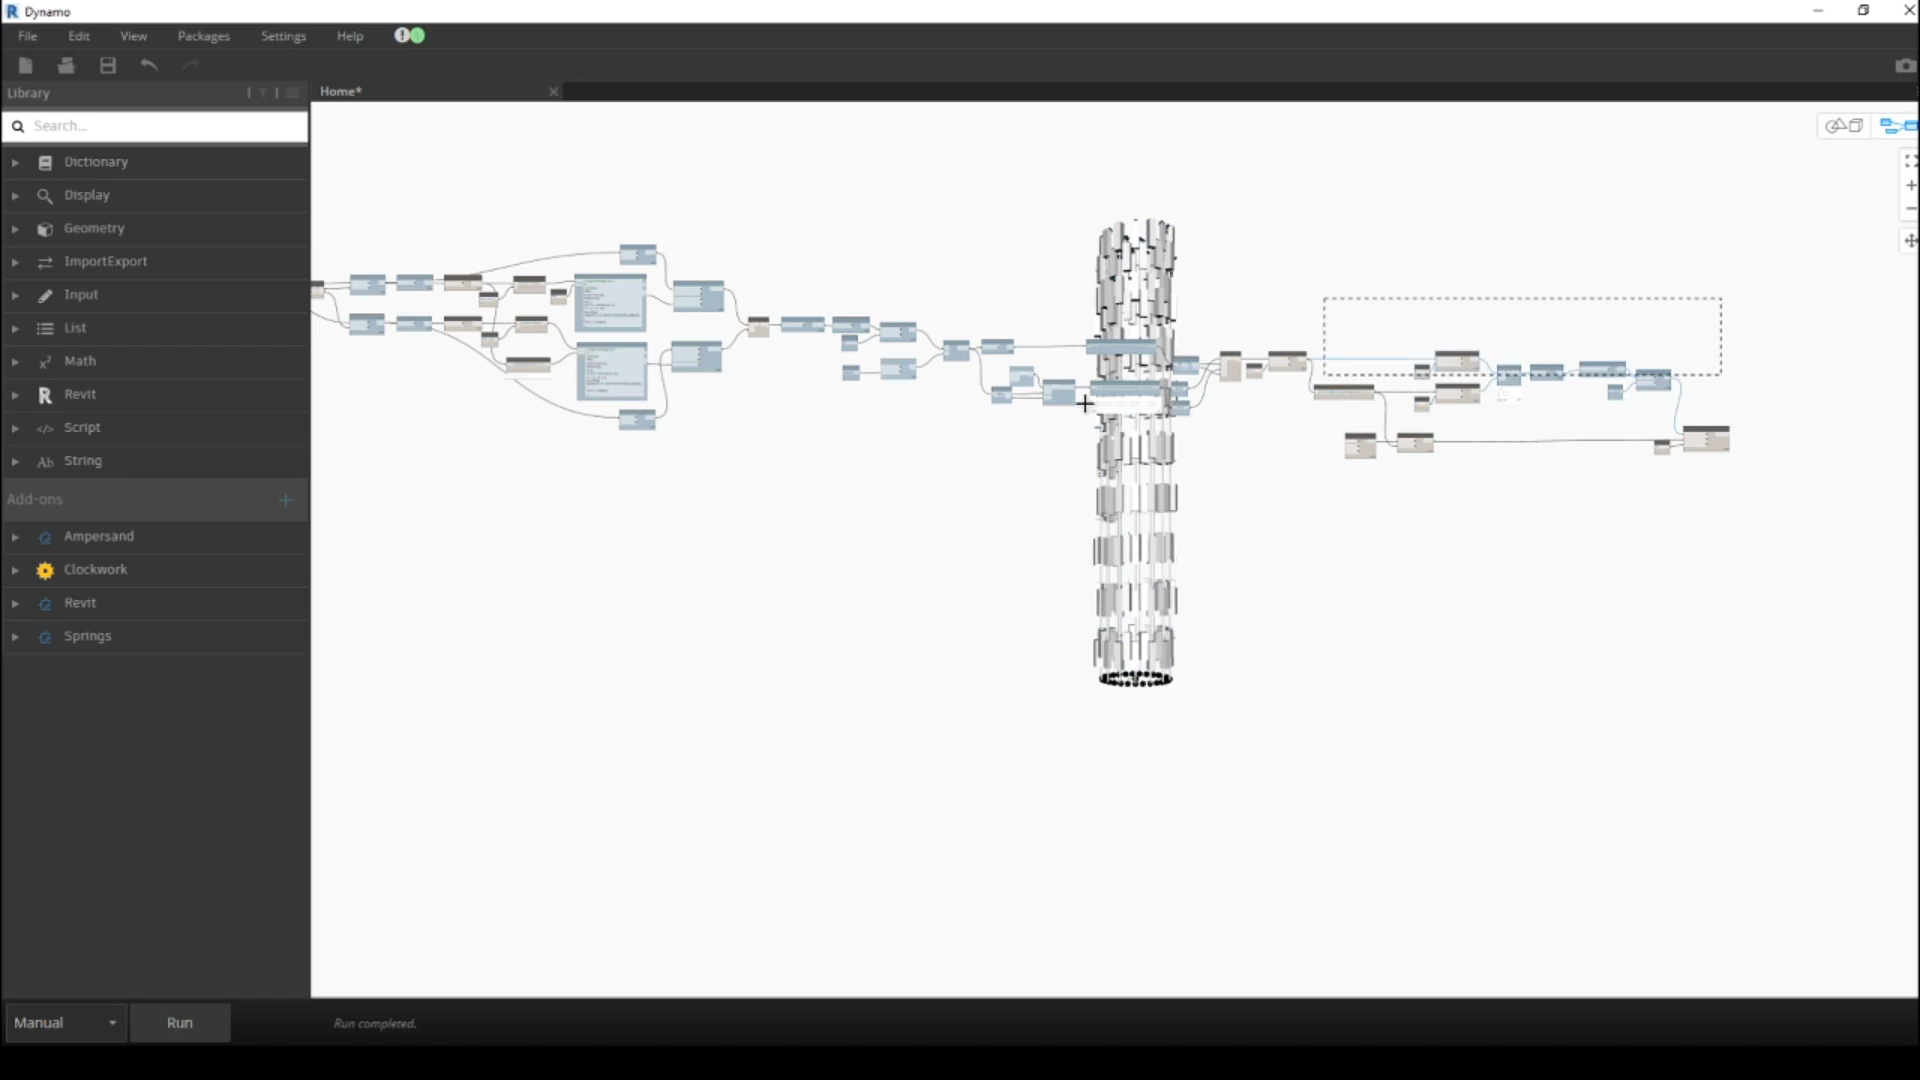 Dynamo
File Edit View Packages Settings Help
Library
Home*
Search...
Dictionary
Display
Geometry
ImportExport
Input
List
Math
Revit
Script
String
Add-ons
Ampersand
Clockwork
Revit
Springs
Manual
Run
Run completed.